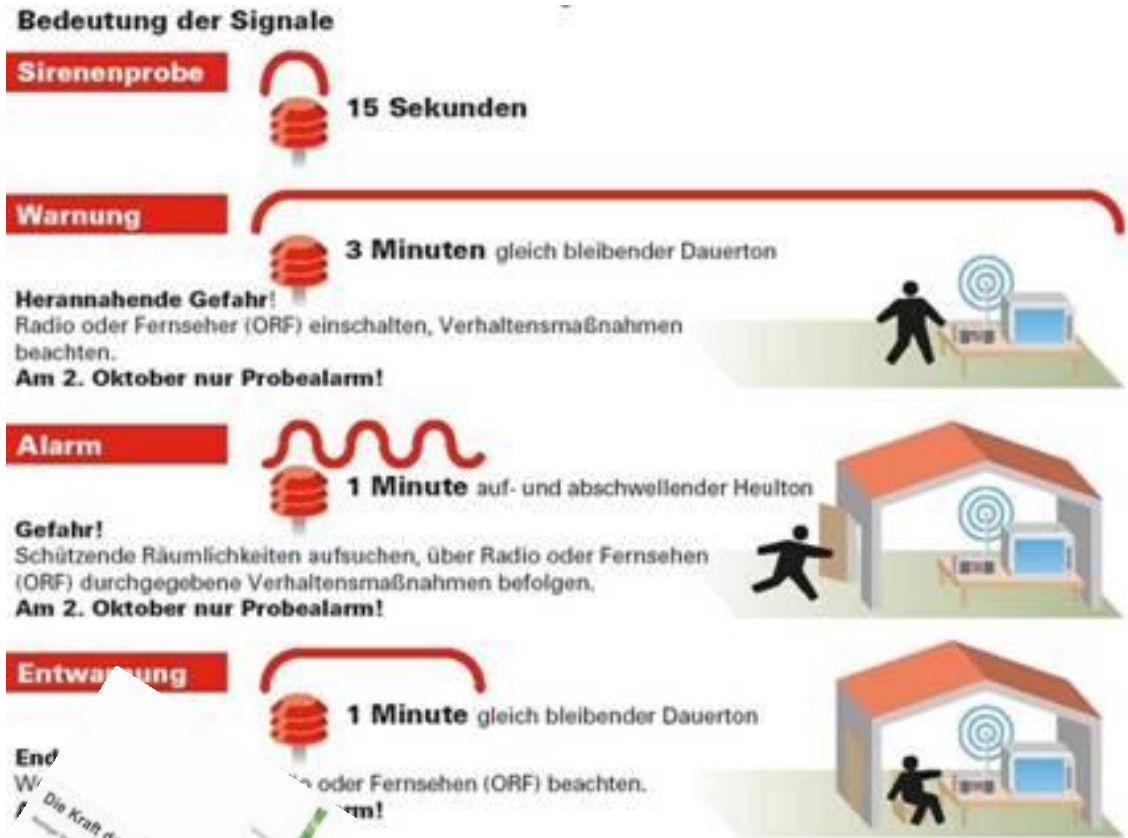 Bedeutung der Signale
Sirenenprobe
15 Sekunden
Warnung
3 Minuten gleich bleibender Dauerton
Herannahende Gefahr!
Radio oder Fernseher (ORF) einschalten, Verhaltensmaßnahmen
beachten.
Am 2. Oktober nur Probealarm!
Alarm
1 Minute auf- und abschwellender Heulton
Gefahr!
Schützende Räumlichkeiten aufsuchen, über Radio oder Fernsehen
(ORF) durchgegebene Verhaltensmaßnahmen befolgen.
Am 2. Oktober nur Probealarm!
Entwarnung
1 Minute gleich bleibender Dauerton
oder Fernsehen (ORF) beachten.
Die Kraft